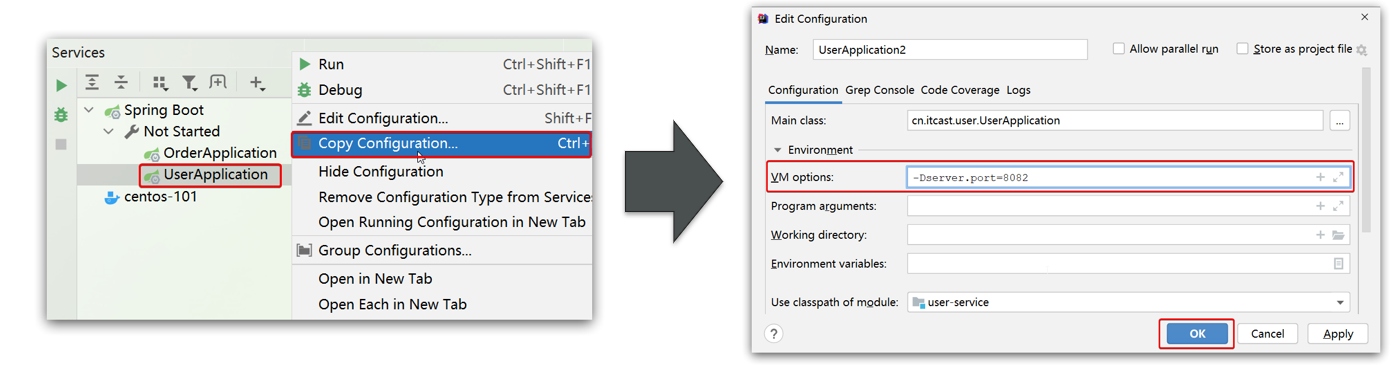 Services
Spring Boot
Not Started
OrderApplication
UserApplication
centos-101
Run Ctrl+Shift+F1
Debug Ctrl+Shift+F1
Edit Configuration... Shift+F
Copy Configuration... Ctrl+
Hide Configuration
Remove Configuration Type from Services
Open Running Configuration in New Tab
Group Configurations...
Open in New Tab
Open Each in New Tab
Edit Configuration
Name: UserApplication2
Allow parallel run
Store as project file
Configuration Grep Console Code Coverage Logs
Main class: cn.itcast.user.UserApplication ...
Environment
VM options: -Dserver.port=8082
Program arguments:
Working directory:
Environment variables:
Use classpath of module: user-service
? OK Cancel Apply